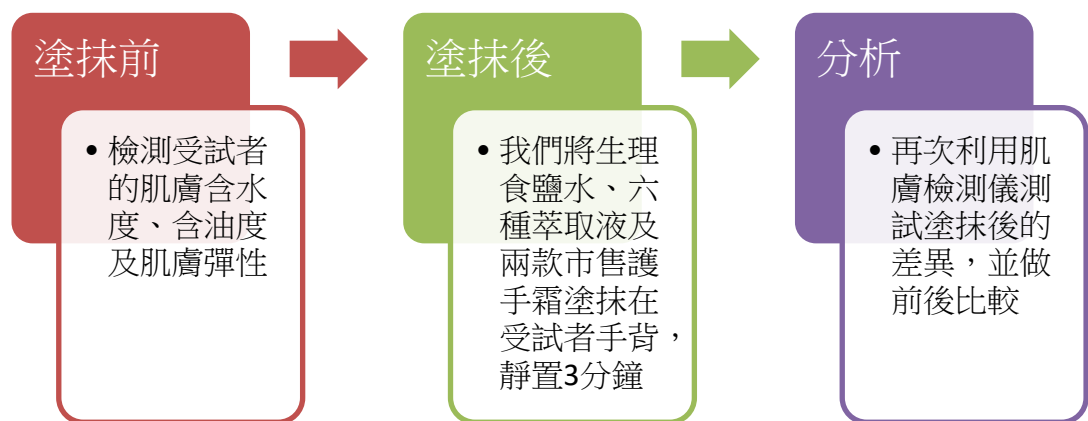 塗抹前
• 檢測受試者
的肌膚含水
度、含油度
及肌膚彈性
塗抹後
• 我們將生理
食鹽水、六
種萃取液及
兩款市售護
手霜塗抹在
受試者手背，
靜置3分鐘
分析
• 再次利用肌
膚檢測儀測
試塗抹後的
差異，並做
前後比較